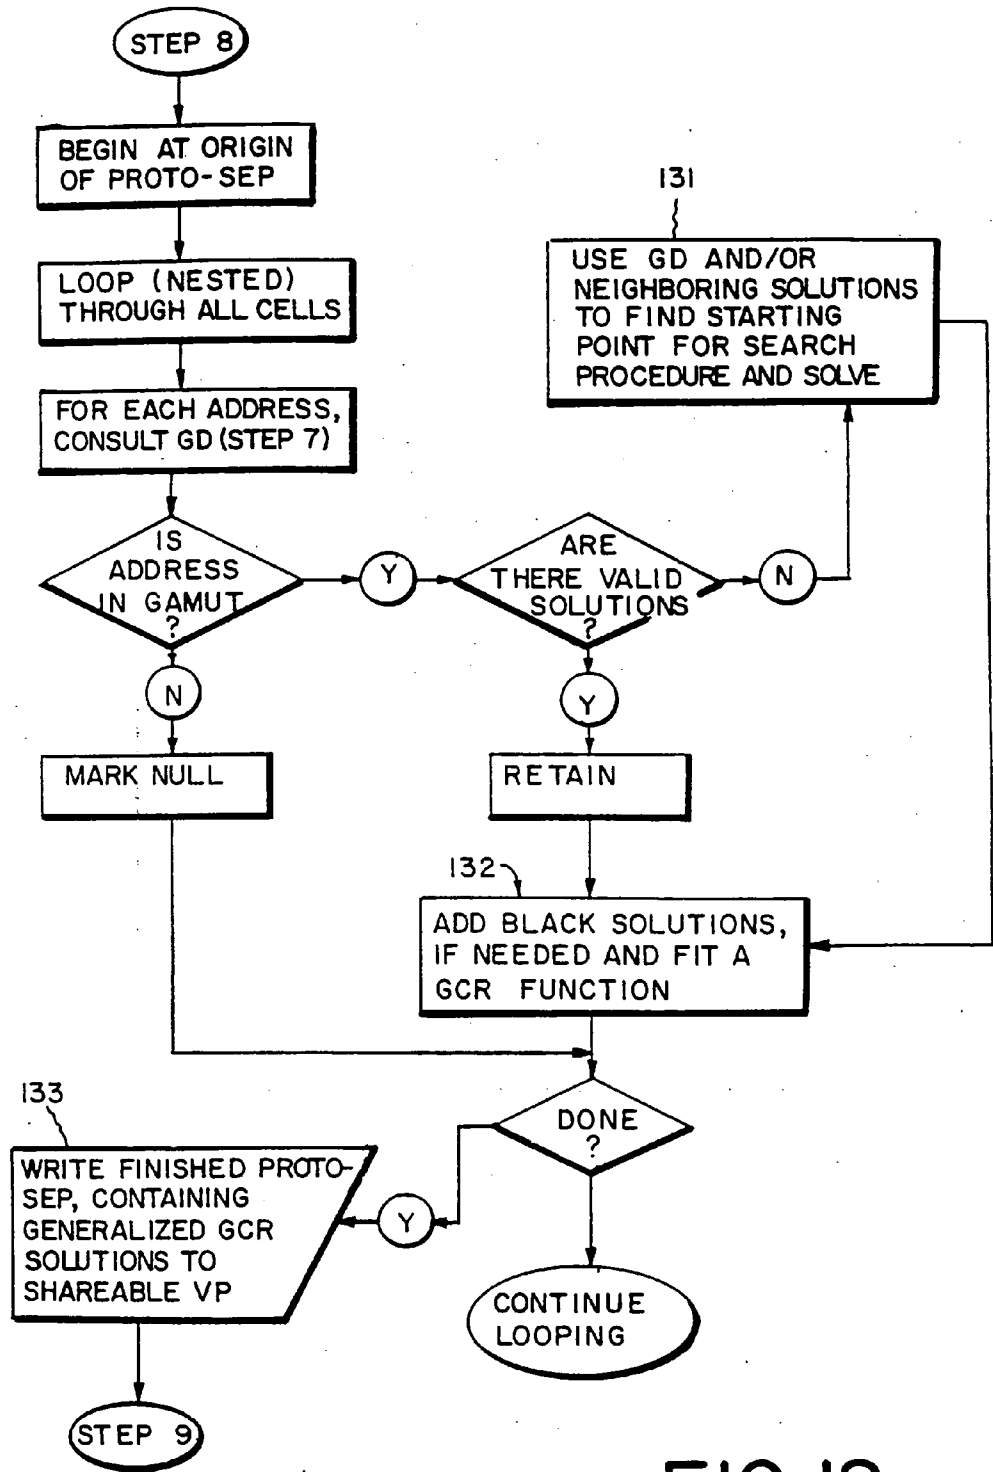 STEP 8
BEGIN AT ORIGIN
OF PROTO-SEP
LOOP (NESTED)
THROUGH ALL CELLS
FOR EACH ADDRESS,
CONSULT GD (STEP 7)
IS
ADDRESS
IN GAMUT
?
Y
ARE
THERE VALID
SOLUTIONS
?
N
131
USE GD AND/OR
NEIGHBORING SOLUTIONS
TO FIND STARTING
POINT FOR SEARCH
PROCEDURE AND SOLVE
N
Y
MARK NULL
RETAIN
132
ADD BLACK SOLUTIONS,
IF NEEDED AND FIT A
GCR FUNCTION
DONE
?
Y
133
WRITE FINISHED PROTO-
SEP, CONTAINING
GENERALIZED GCR
SOLUTIONS TO
SHAREABLE VP
CONTINUE
LOOPING
STEP 9